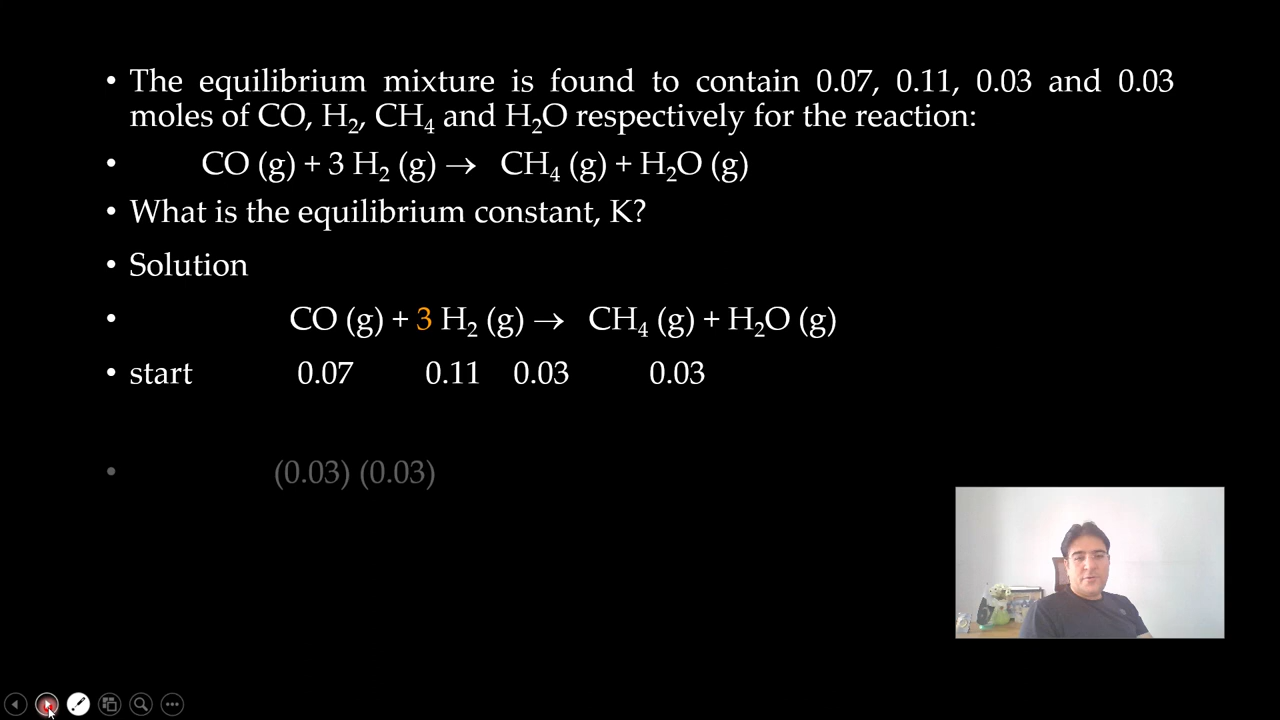 • The equilibrium mixture is found to contain 0.07, 0.11, 0.03 and 0.03
moles of CO, H₂, CH₄ and H₂O respectively for the reaction:
• CO (g) + 3 H₂ (g) → CH₄ (g) + H₂O (g)
• What is the equilibrium constant, K?
• Solution
• CO (g) + 3 H₂ (g) → CH₄ (g) + H₂O (g)
• start 0.07 0.11 0.03 0.03
• (0.03) (0.03)